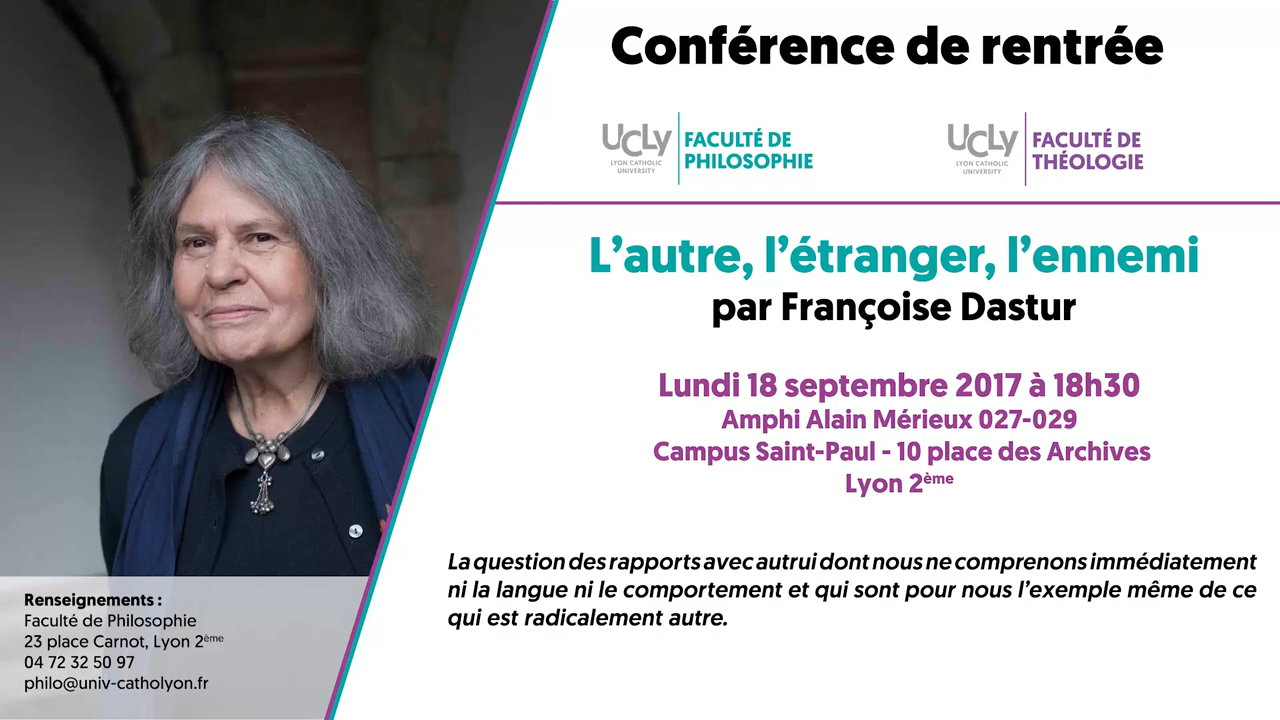 Conférence de rentrée
UCLy
LYON CATHOLIC
UNIVERSITY
FACULTÉ DE
PHILOSOPHIE
UCLy
LYON CATHOLIC
UNIVERSITY
FACULTÉ DE
THÉOLOGIE
L’autre, l’étranger, l’ennemi
par Françoise Dastur
Lundi 18 septembre 2017 à 18h30
Amphi Alain Mérieux 027-029
Campus Saint-Paul - 10 place des Archives
Lyon 2ème
La question des rapports avec autrui dont nous ne comprenons immédiatement
ni la langue ni le comportement et qui sont pour nous l’exemple même de ce
qui est radicalement autre.
Renseignements :
Faculté de Philosophie
23 place Carnot, Lyon 2ème
04 72 32 50 97
philo@univ-catholyon.fr